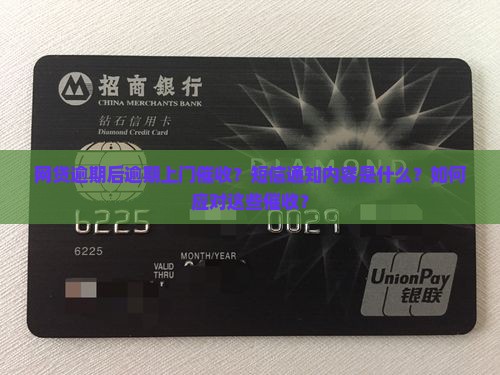 招商銀行
CHINA MERCHANTS BANK
钻石信用卡
Diamond Credit Card
DIAMOND
网贷逾期后逾期上门催收？短信通知内容是什么？如何
应对这些催收？
6225 0029
6225
MONTH/YEAR
VALID
THRU
UnionPay
银联